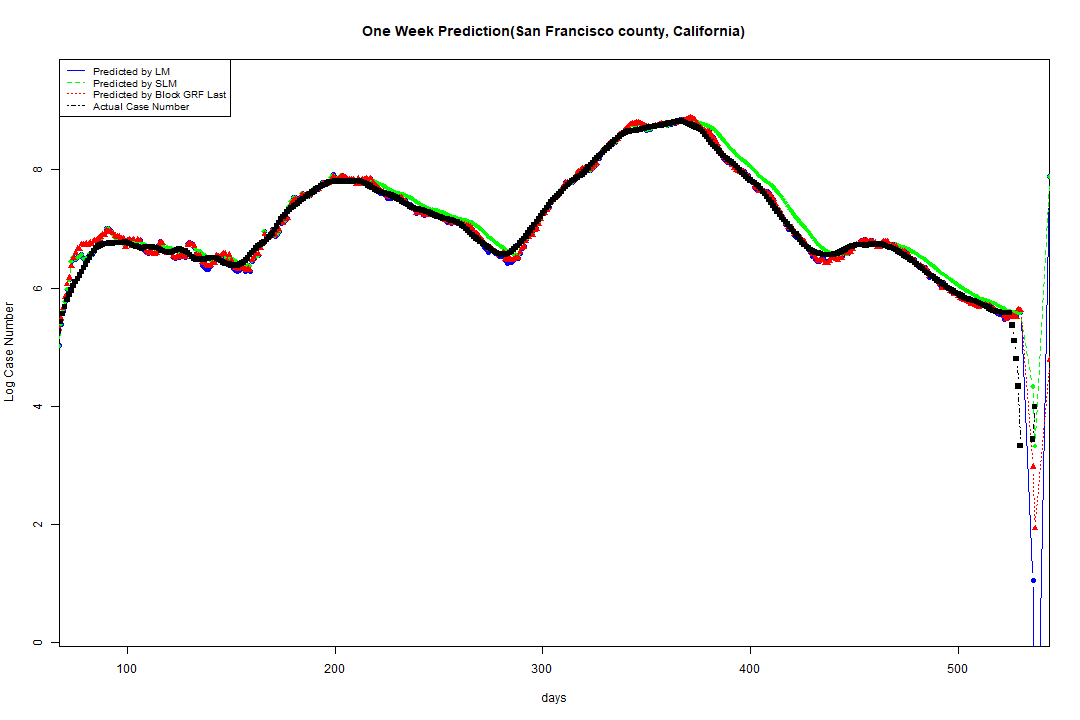 One Week Prediction(San Francisco county, California)
Predicted by LM
Predicted by SLM
Predicted by Block GRF Last
Actual Case Number
Log Case Number
8
6
4
2
0
100 200 300 400 500
days